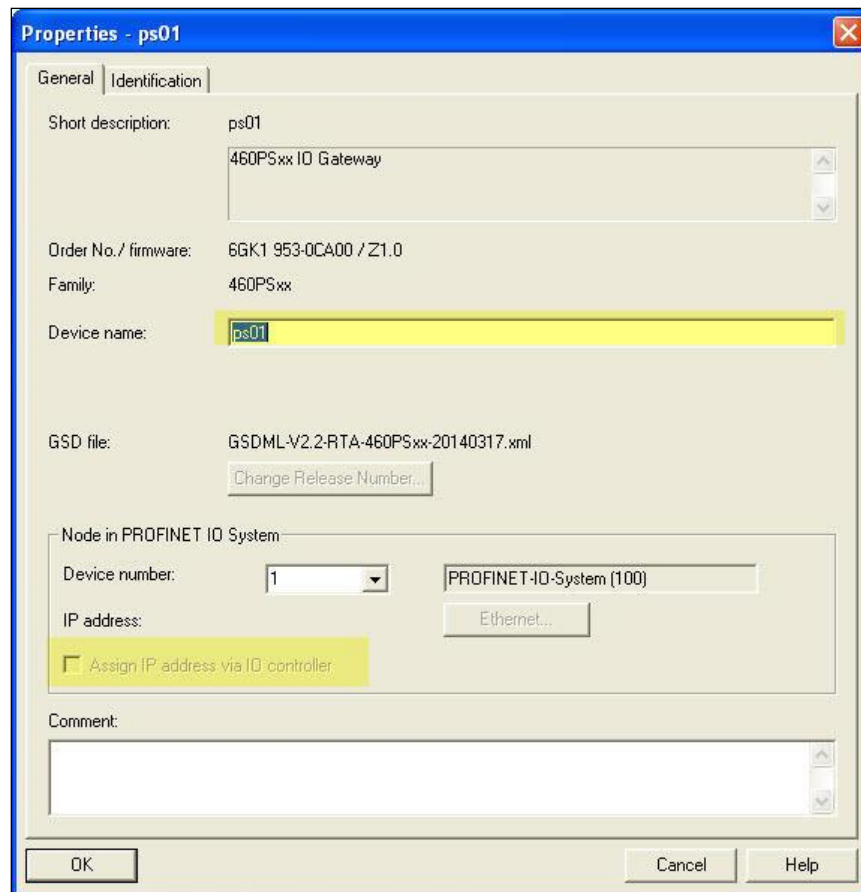 Properties - ps01
General Identification
Short description: ps01
460PSxx IO Gateway
Order No./ firmware: 6GK1 953-0CA00 / Z1.0
Family: 460PSxx
Device name: ps01
GSD file: GSDML-V2.2-RTA-460PSxx-20140317.xml
Change Release Number...
Node in PROFINET IO System
Device number: 1 PROFINET-IO-System (100)
IP address: Ethernet...
Assign IP address via IO controller
Comment:
OK Cancel Help